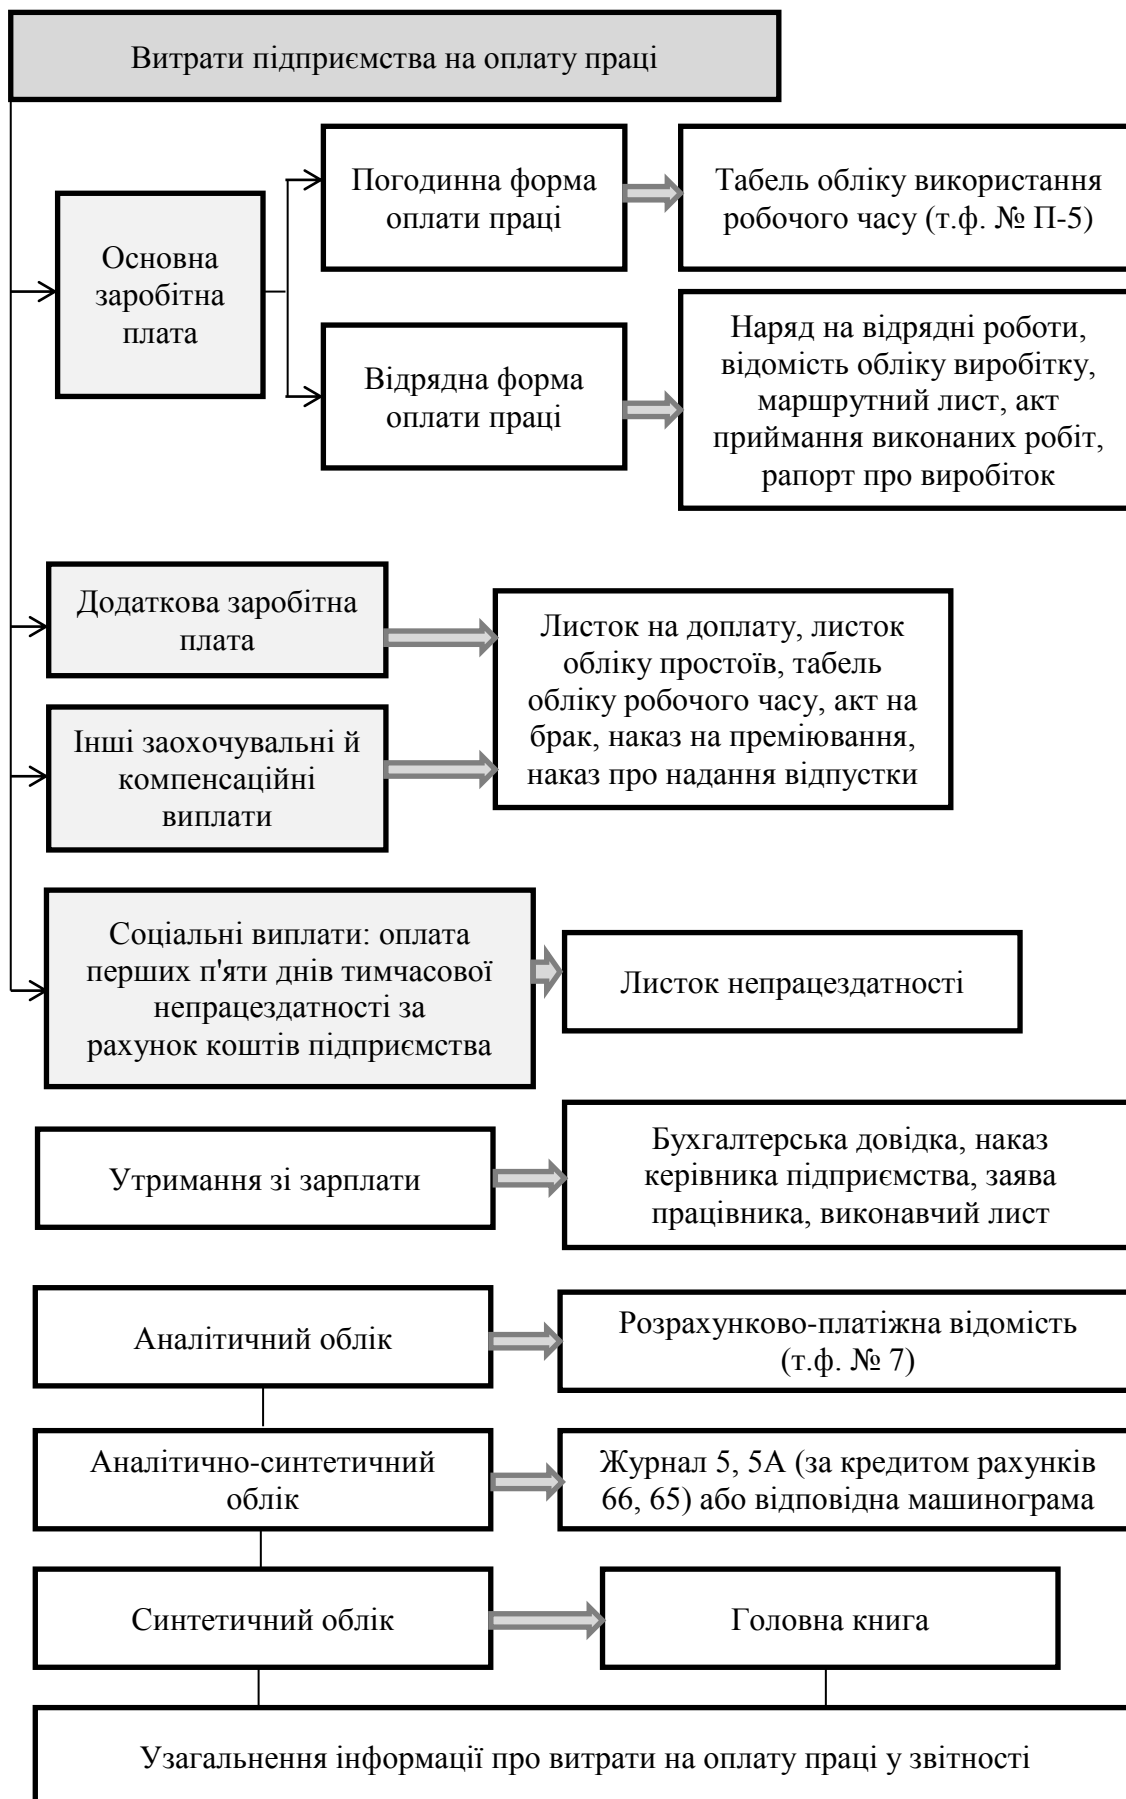 Витрати підприємства на оплату праці
Погодинна форма
оплати праці
Табель обліку використання
робочого часу (т.ф. № П-5)
Основна
заробітна
плата
Відрядна форма
оплати праці
Наряд на відрядні роботи,
відомість обліку виробітку,
маршрутний лист, акт
приймання виконаних робіт,
рапорт про виробіток
Додаткова заробітна
плата
Листок на доплату, листок
обліку простоїв, табель
обліку робочого часу, акт на
брак, наказ на преміювання,
наказ про надання відпустки
Інші заохочувальні й
компенсаційні
виплати
Соціальні виплати: оплата
перших п'яти днів тимчасової
непрацездатності за
рахунок коштів підприємства
Листок непрацездатності
Утримання зі зарплати
Бухгалтерська довідка, наказ
керівника підприємства, заява
працівника, виконавчий лист
Аналітичний облік
Розрахунково-платіжна відомість
(т.ф. № 7)
Аналітично-синтетичний
облік
Журнал 5, 5А (за кредитом рахунків
66, 65) або відповідна машинограма
Синтетичний облік
Головна книга
Узагальнення інформації про витрати на оплату праці у звітності